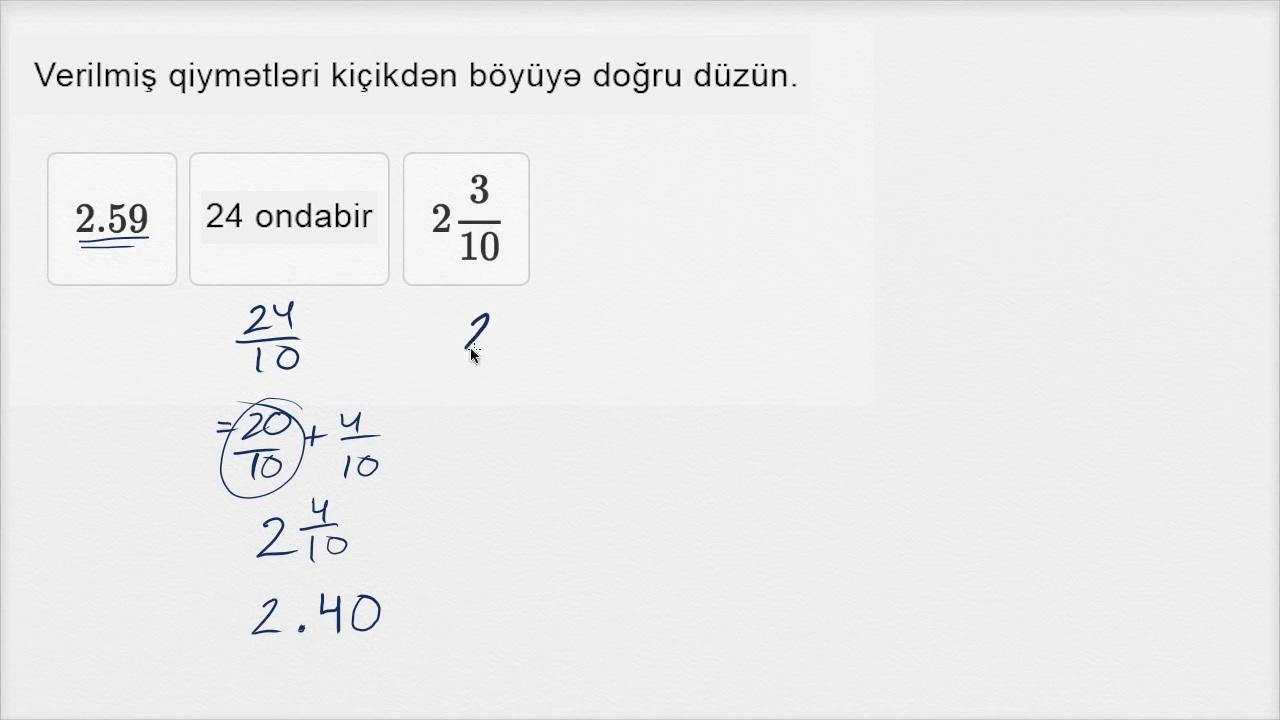 Verilmiş qiymətləri kiçikdən böyüyə doğru düzün.
2.59
24 ondabir
2 3/10
24/10
2
= 20/10 + 4/10
2 4/10
2.40